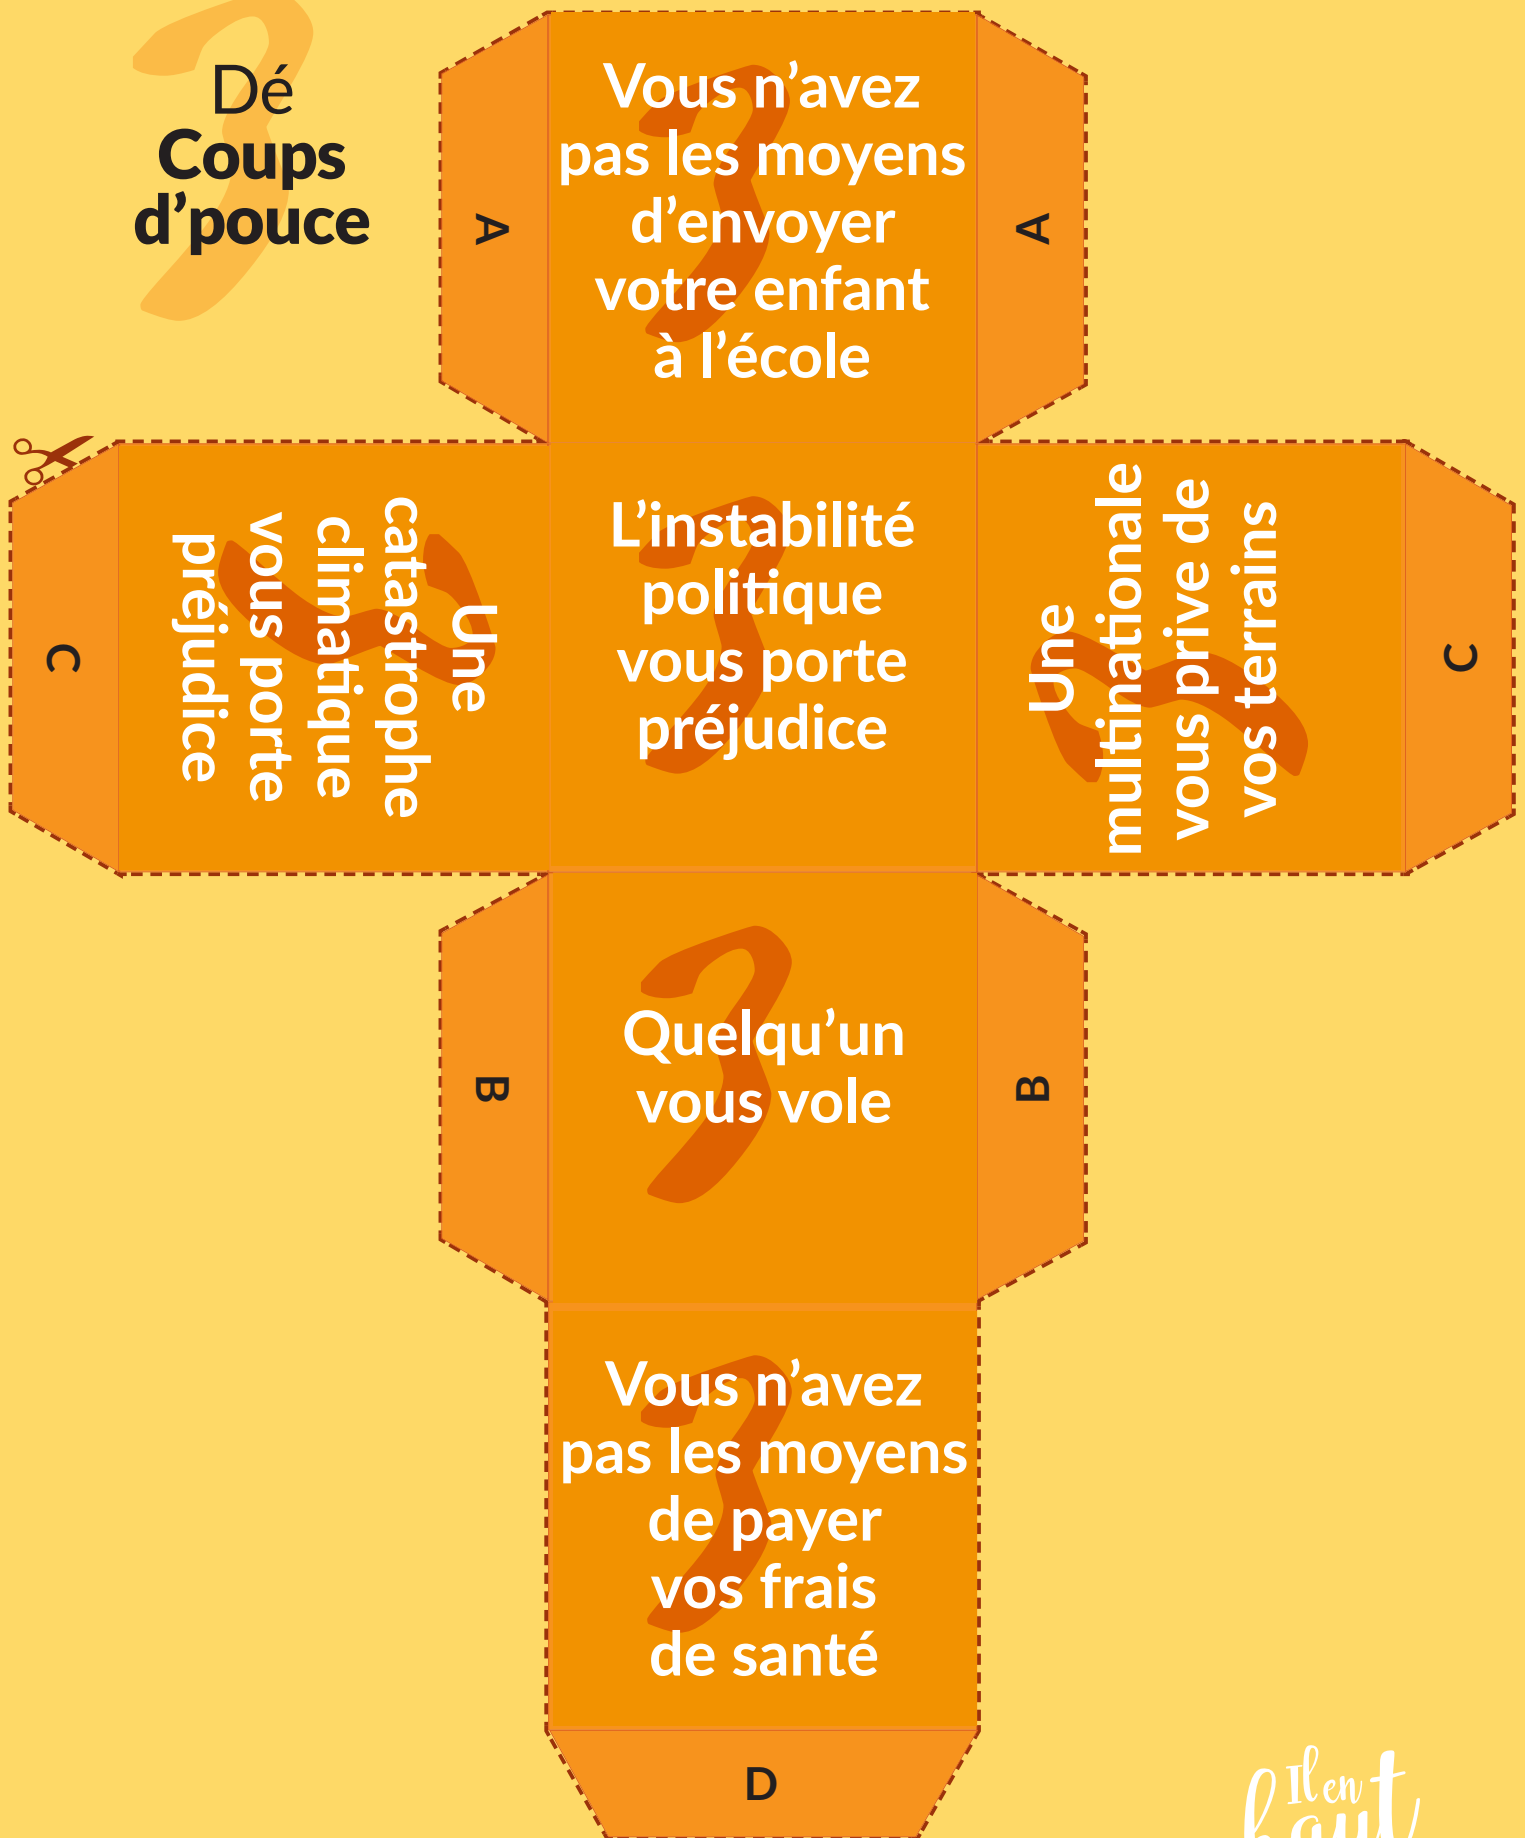 Dé
Coups
d’pouce
A
Vous n’avez
pas les moyens
d’envoyer
votre enfant
à l’école
A
C
Une
catastrophe
climatique
vous porte
préjudice
L’instabilité
politique
vous porte
préjudice
Une
multinationale
vous prive de
vos terrains
C
B
Quelqu’un
vous vole
B
Vous n’avez
pas les moyens
de payer
vos frais
de santé
D
Il en
faut